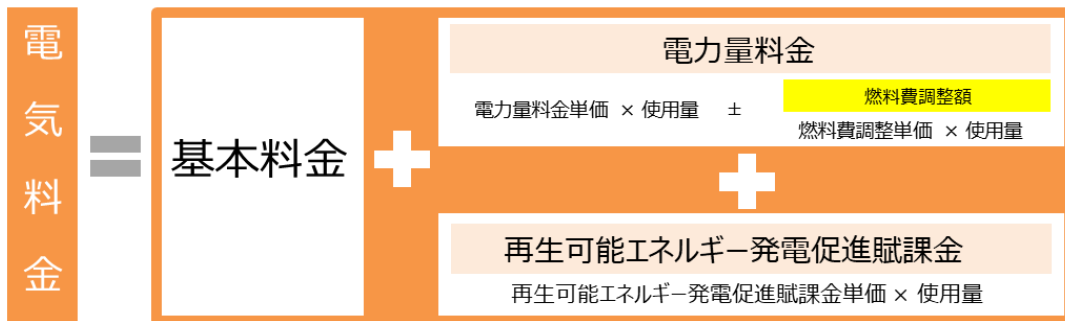 電気料金
=
基本料金
+
電力量料金
電力量料金単価 × 使用量 ±
燃料費調整額
燃料費調整単価 × 使用量
+
再生可能エネルギー発電促進賦課金
再生可能エネルギー発電促進賦課金単価 × 使用量